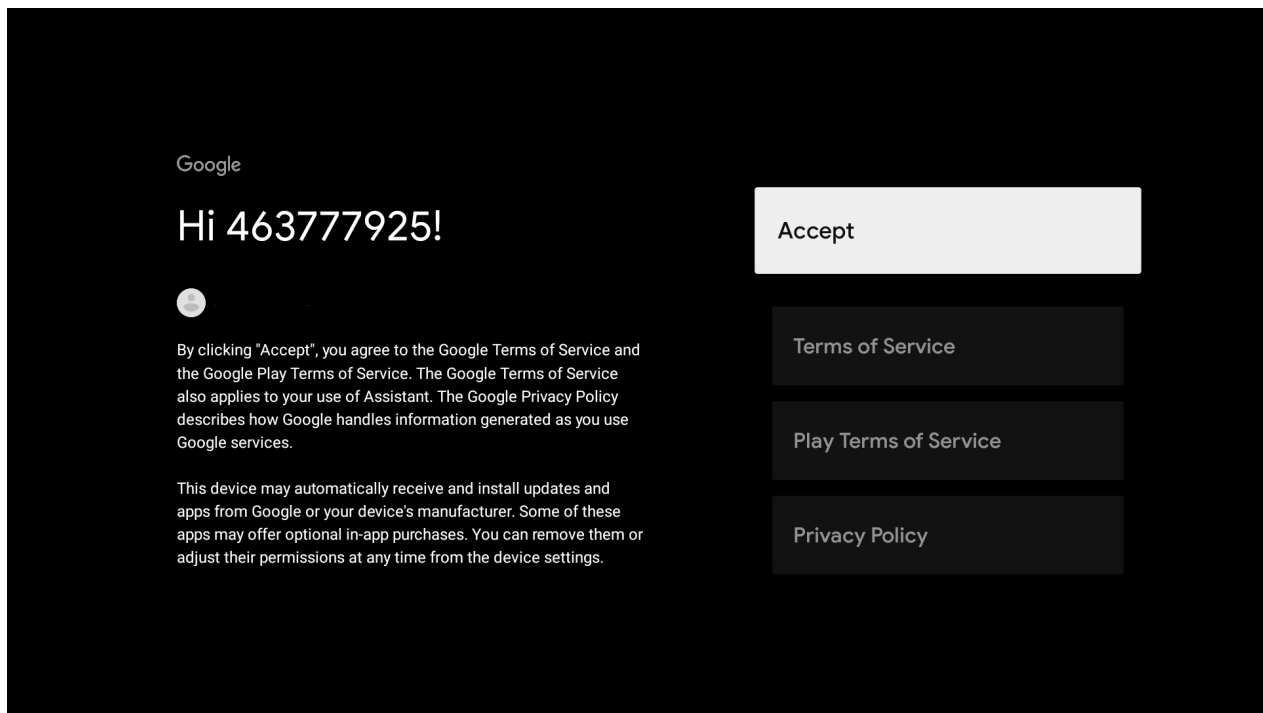 Google
Hi 463777925!
By clicking "Accept", you agree to the Google Terms of Service and
the Google Play Terms of Service. The Google Terms of Service
also applies to your use of Assistant. The Google Privacy Policy
describes how Google handles information generated as you use
Google services.
This device may automatically receive and install updates and
apps from Google or your device's manufacturer. Some of these
apps may offer optional in-app purchases. You can remove them or
adjust their permissions at any time from the device settings.
Accept
Terms of Service
Play Terms of Service
Privacy Policy